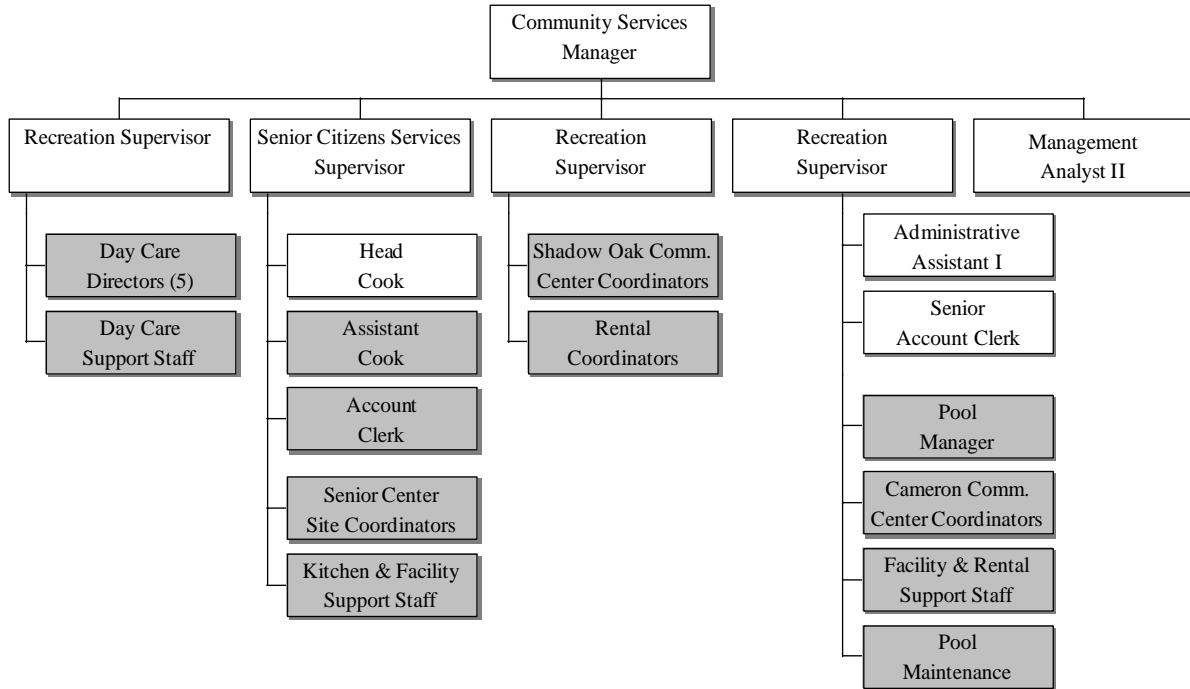 Community Services
Manager
Recreation Supervisor
Senior Citizens Services
Supervisor
Recreation
Supervisor
Recreation
Supervisor
Management
Analyst II
Day Care
Directors (5)
Day Care
Support Staff
Head
Cook
Assistant
Cook
Account
Clerk
Senior Center
Site Coordinators
Kitchen & Facility
Support Staff
Shadow Oak Comm.
Center Coordinators
Rental
Coordinators
Administrative
Assistant I
Senior
Account Clerk
Pool
Manager
Cameron Comm.
Center Coordinators
Facility & Rental
Support Staff
Pool
Maintenance